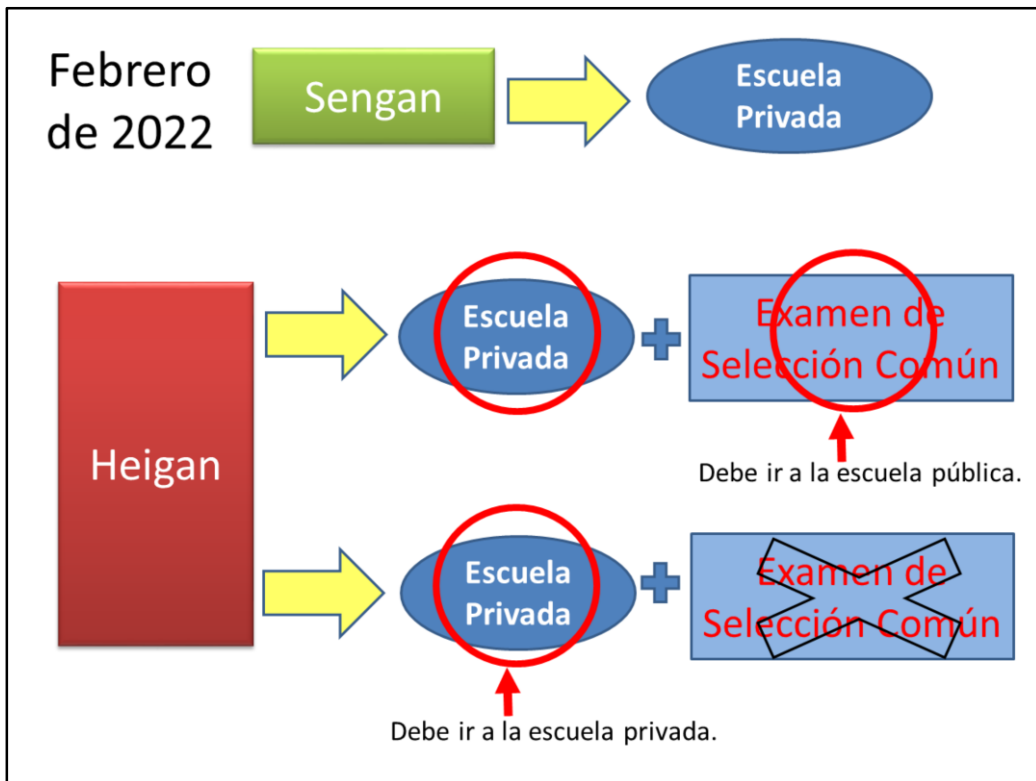 Febrero
de 2022
Sengan
Escuela
Privada
Heigan
Escuela
Privada
Examen de
Selección Común
Debe ir a la escuela pública.
Escuela
Privada
Examen de
Selección Común
Debe ir a la escuela privada.